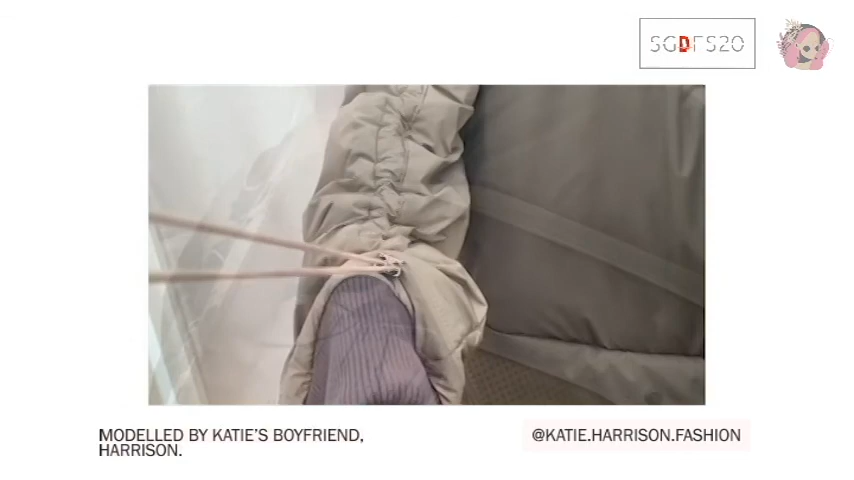 SGDFS20
MODELLED BY KATIE'S BOYFRIEND,
HARRISON.
@KATIE.HARRISON.FASHION